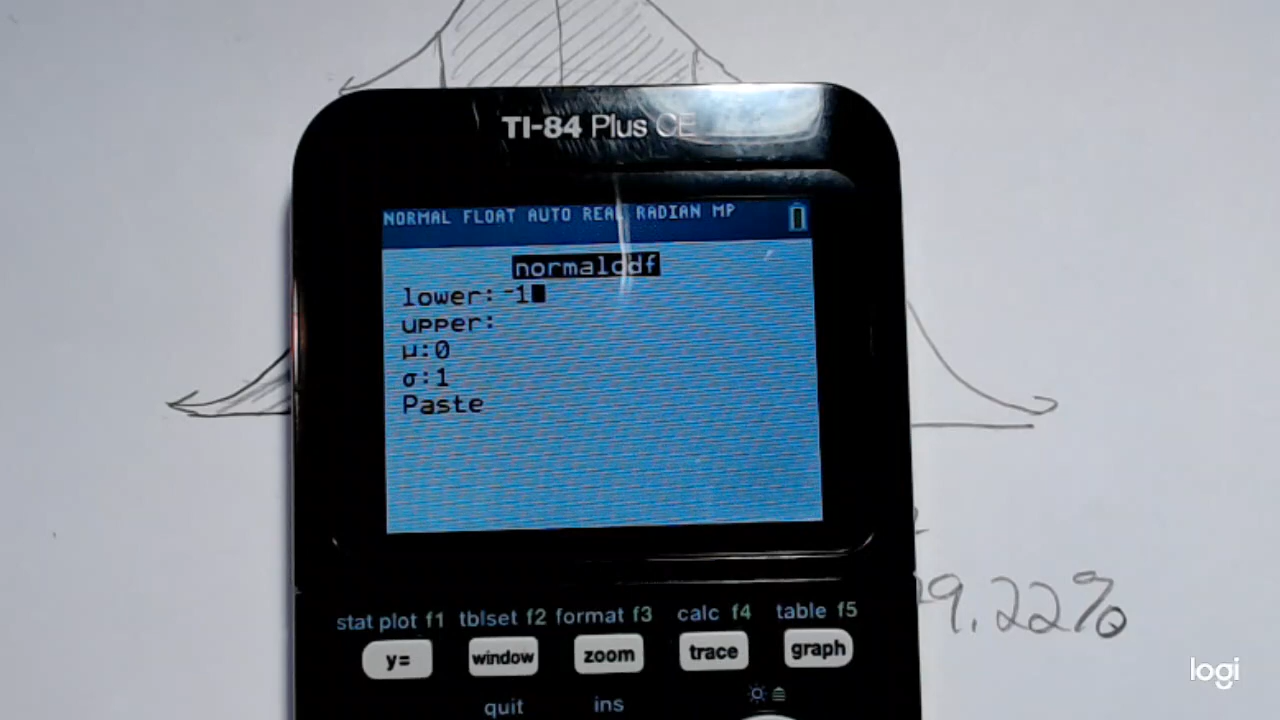 TI-84 Plus CE
NORMAL FLOAT AUTO REAL RADIAN MP
normalcdf
lower: -1
upper:
μ:0
σ:1
Paste
9.22%
stat plot f1 tblset f2 format f3 calc f4 table f5
y= window zoom trace graph
quit ins
logi